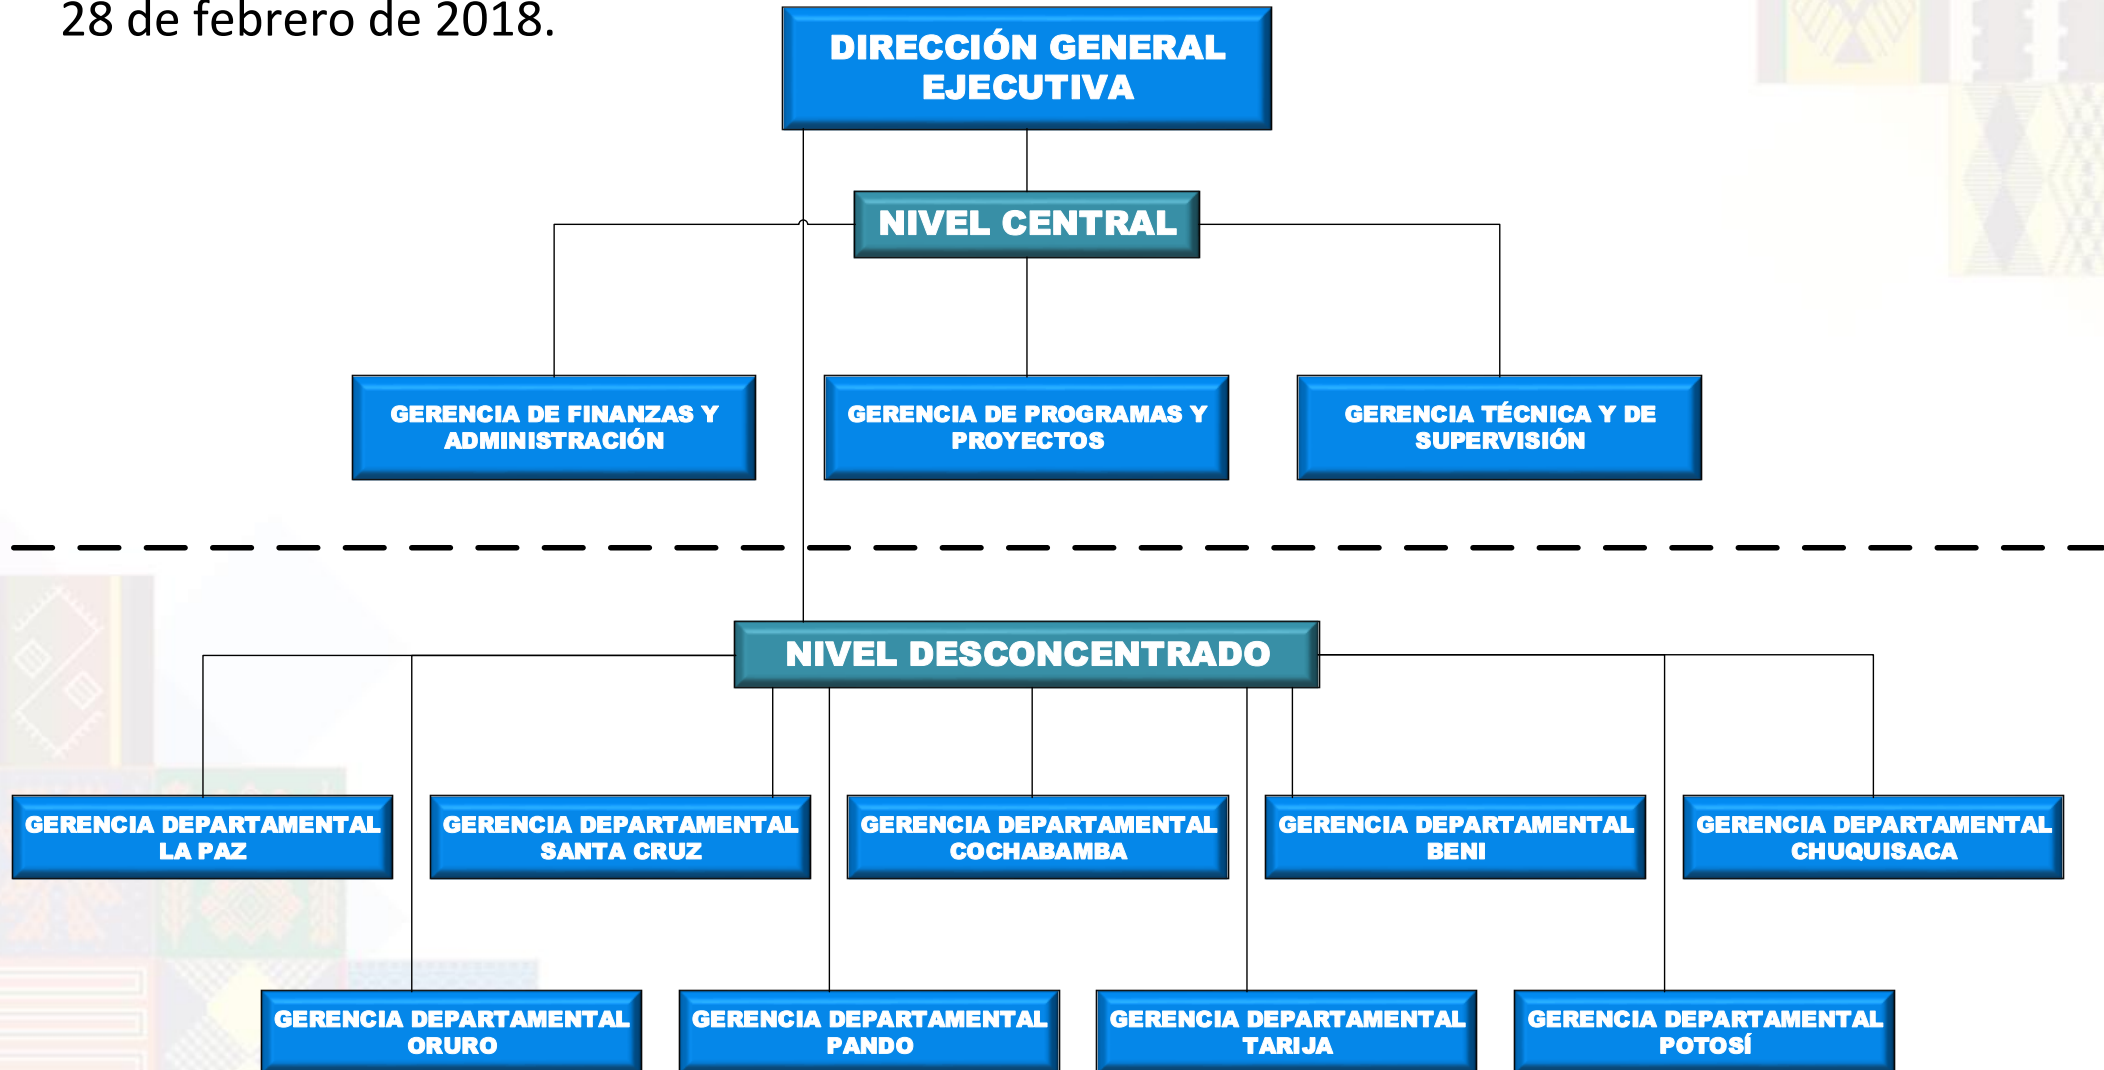 28 de febrero de 2018.
DIRECCIÓN GENERAL
EJECUTIVA
NIVEL CENTRAL
GERENCIA DE FINANZAS Y
ADMINISTRACIÓN
GERENCIA DE PROGRAMAS Y
PROYECTOS
GERENCIA TÉCNICA Y DE
SUPERVISIÓN
NIVEL DESCONCENTRADO
GERENCIA DEPARTAMENTAL
LA PAZ
GERENCIA DEPARTAMENTAL
SANTA CRUZ
GERENCIA DEPARTAMENTAL
COCHABAMBA
GERENCIA DEPARTAMENTAL
BENI
GERENCIA DEPARTAMENTAL
CHUQUISACA
GERENCIA DEPARTAMENTAL
ORURO
GERENCIA DEPARTAMENTAL
PANDO
GERENCIA DEPARTAMENTAL
TARIJA
GERENCIA DEPARTAMENTAL
POTOSÍ